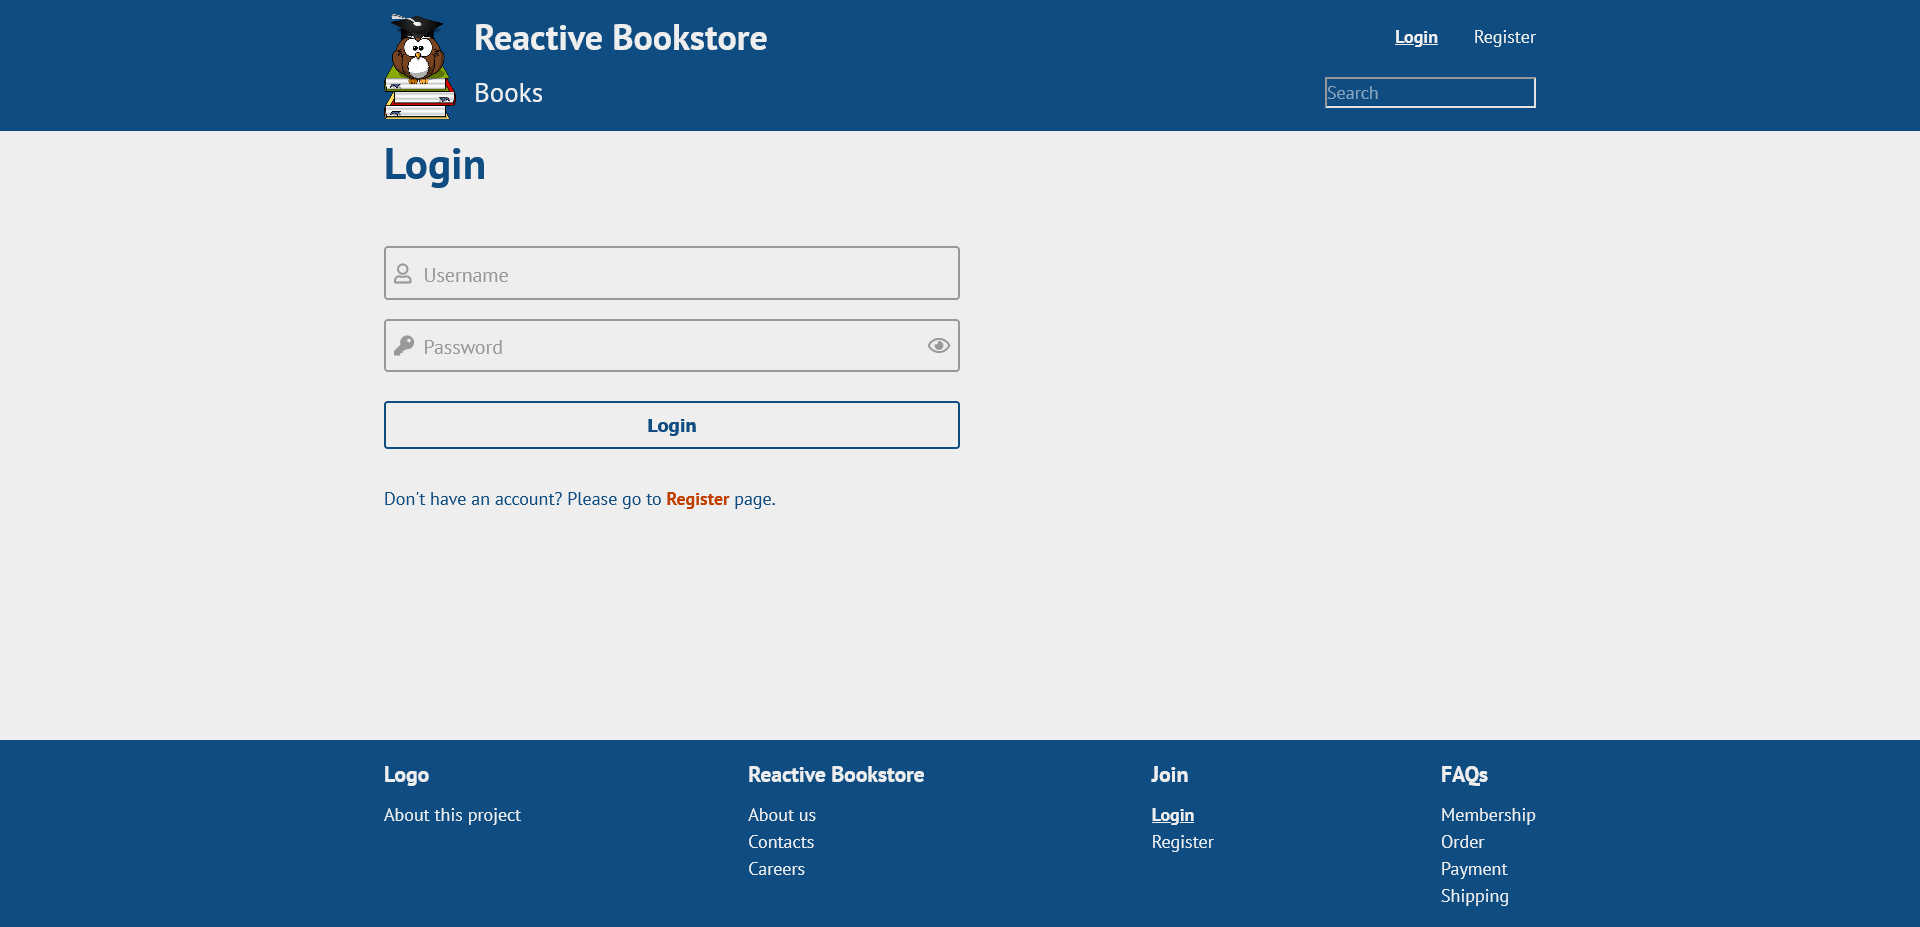 Reactive Bookstore
Login
Register
Books
Search
Login
Username
Password
Login
Don't have an account? Please go to Register page.
Logo
About this project
Reactive Bookstore
About us
Contacts
Careers
Join
Login
Register
FAQs
Membership
Order
Payment
Shipping